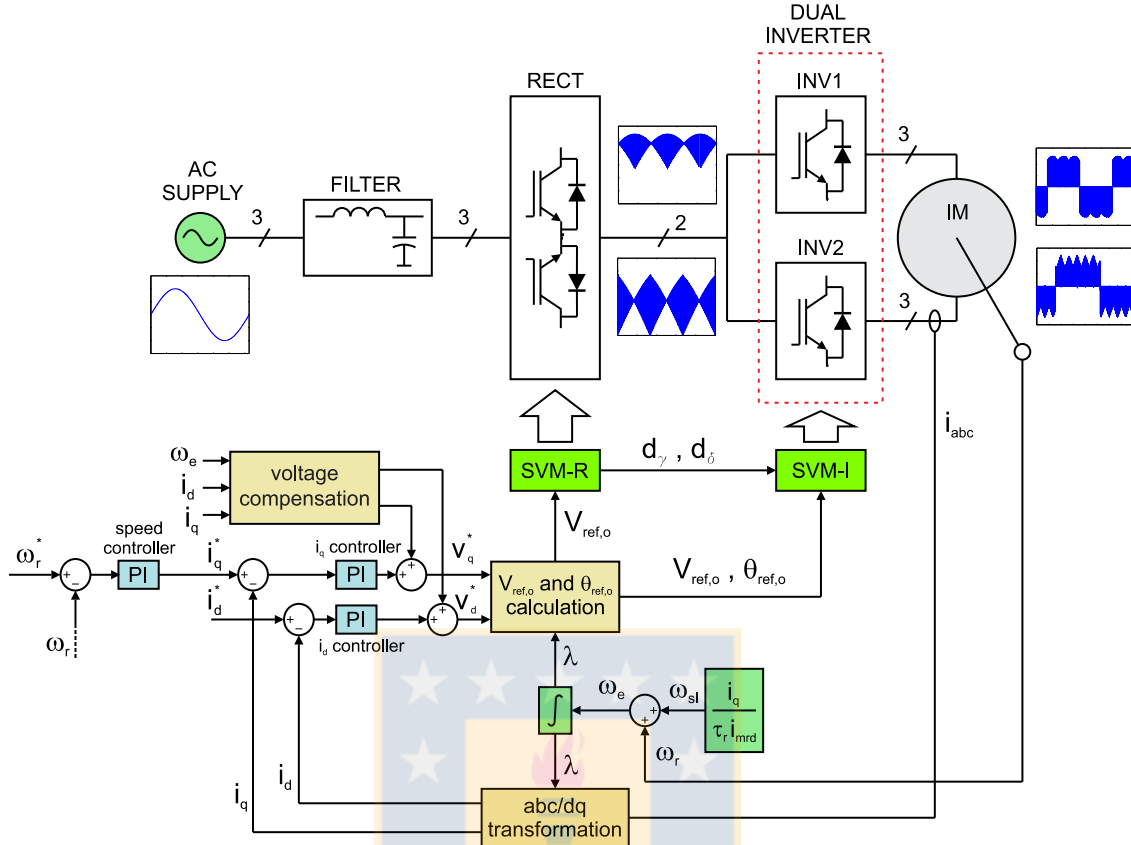 DUAL
INVERTER
RECT
INV1
AC
SUPPLY
FILTER
3
3
3
2
IM
INV2
3
i_abc
ω_e
i_d
i_q
voltage
compensation
SVM-R
d_γ , d_δ
SVM-I
V_ref,o
speed
controller
ω_r^*
+
−
PI
i_q^*
+
−
i_q controller
PI
+
+
v_q^*
V_ref,o and θ_ref,o
calculation
V_ref,o , θ_ref,o
i_d^*
+
−
PI
i_d controller
+
+
v_d^*
ω_r
λ
∫
ω_e
+
+
ω_sl
i_q
τ_r i_mrd
ω_r
λ
i_d
i_q
abc/dq
transformation